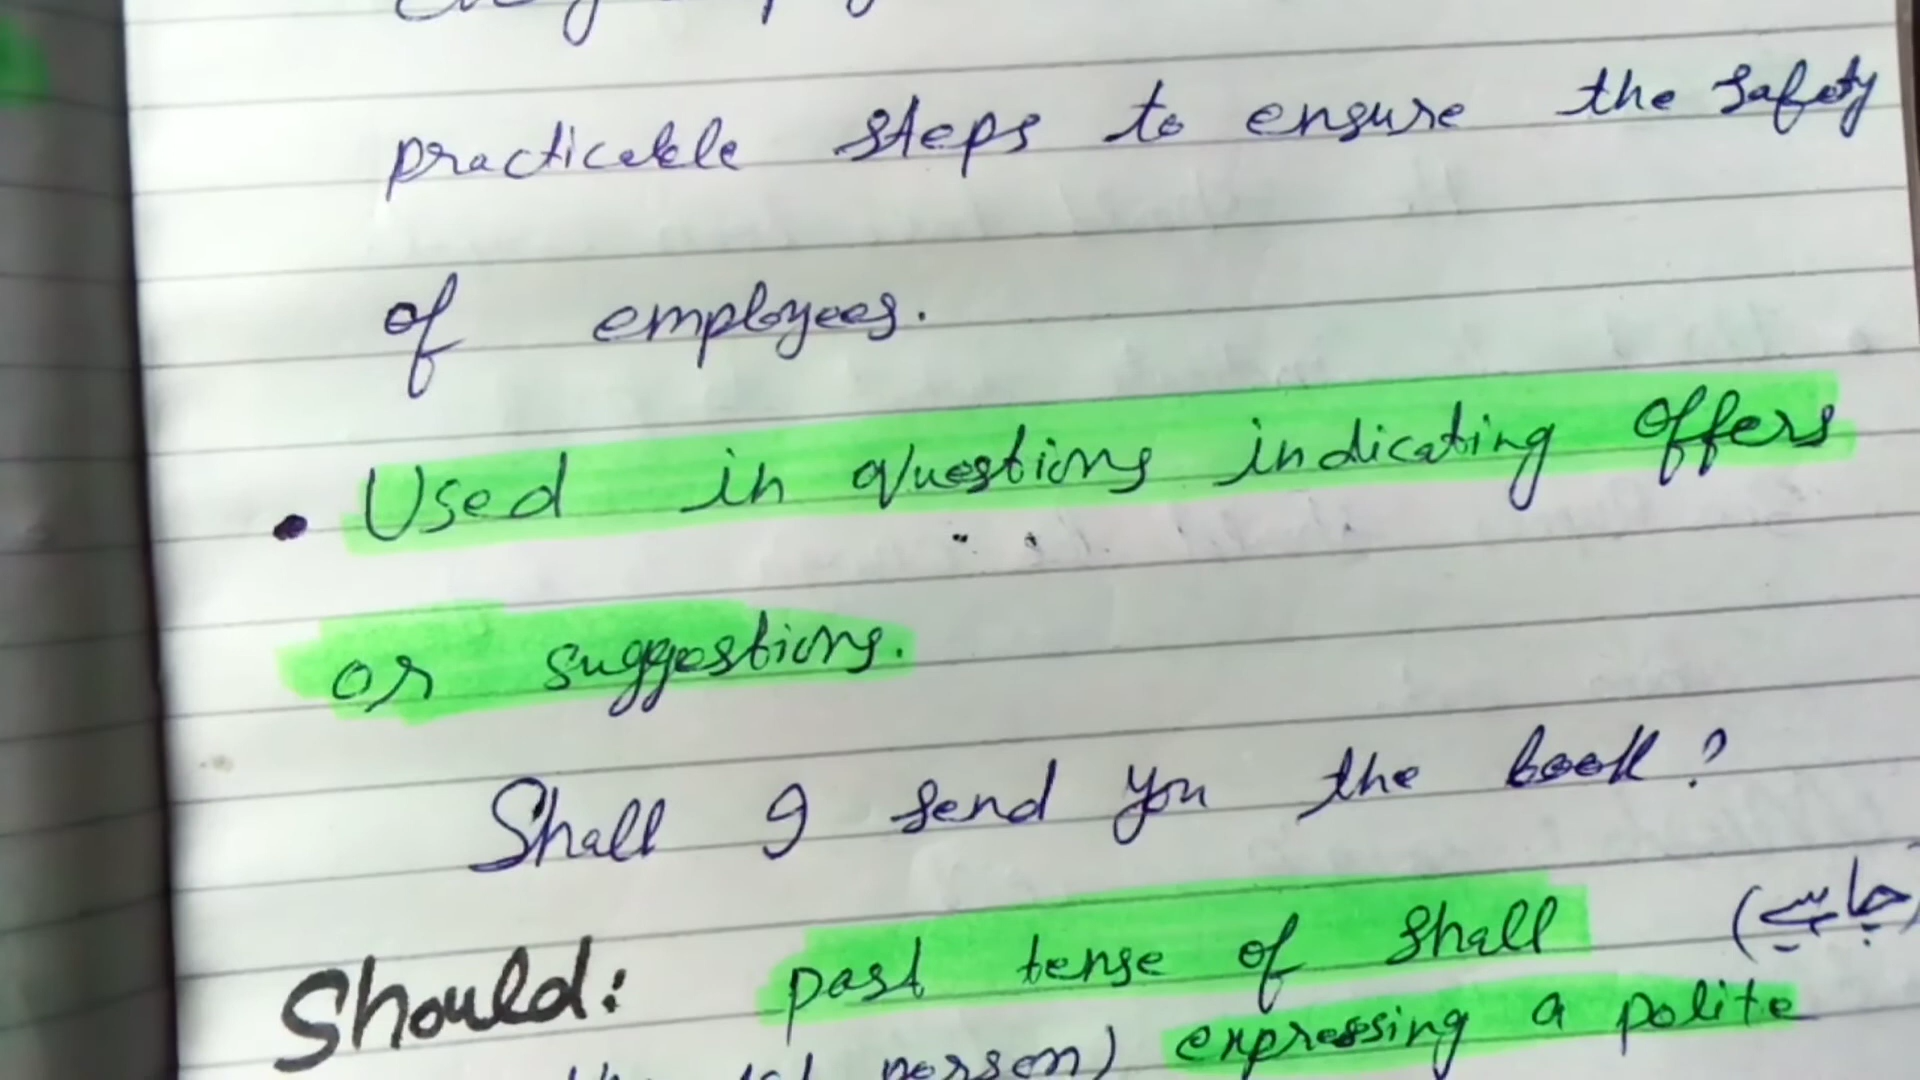 practicable steps to ensure the safety
of employees.
• Used in questions indicating offers
or suggestions.
Shall I send you the book?
Should: past tense of shall (چاہیے)
person) expressing a polite